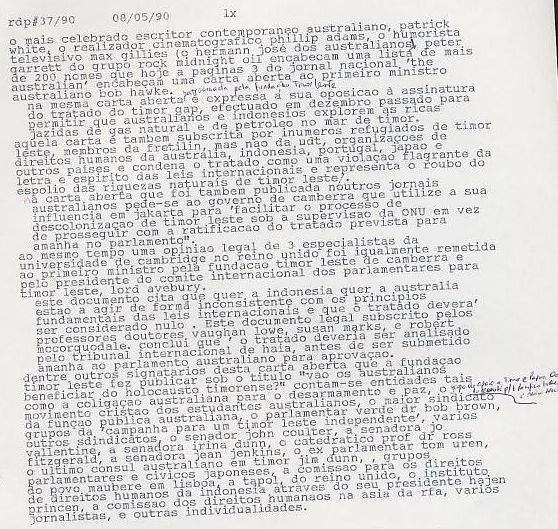 rdp#37/90 08/05/90 lx
o mais celebrado escritor contemporaneo australiano, patrick
white, o realizador cinematografico phillip adams, o humorista
televisivo max gillies (o hermann josé dos australianos) peter
garrett do grupo rock midnight oil encabecam uma lista de mais
de 200 nomes que hoje a paginas 3 do jornal nacional 'the
australian' encabeçam uma carta aberta ao primeiro ministro
australiano bob hawke. patrocinada pela fundação Timor Leste
na mesma carta aberta é expressa a sua oposicao à assinatura
do tratado do timor gap, efectuado em dezembro passado para
permitir que australianos e indonesios explorem as ricas
jazidas de gas natural e de petroleo no mar de timor.
aquela carta é também subscrita por inumeros refugiados de timor
leste, membros da fretilin, mas não da udt, organizaçoes de
direitos humanos da austrália, indonesia, portugal, japao e
outros paises e condena o tratado como uma violaçao flagrante da
letra e espirito das leis internacionais e representa o roubo do
espolio das riquezas naturais de timor leste/.
à carta aberta que foi tambem publicada noutros jornais
australianos pede-se ao governo de camberra que utilize a sua
influencia em jakarta para "facilitar o processo de
descolonizaçao de timor leste sob a supervisao da ONU em vez
de prosseguir com a ratificacao do tratado prevista para
amanha no parlamento".
ao mesmo tempo uma opiniao legal de 3 especialistas da
universidade de cambridge no reino unido foi igualmente remetida
ao primeiro ministro pela fundacao timor leste de camberra e
pelo presidente do comite internacional dos parlamentares para
timor leste, lord avebury.
este documento cita que quer a indonesia quer a australia
estao a agir de forma inconsistente com os principios
fundamentais das leis internacionais e que o tratado devera'
ser considerado nulo . Este documento legal subscrito pelos
professores doutores vaughan lowe, susan marks, e robert
mccorquodale. conclui que ' o tratado deveria ser analisado
pelo tribunal internacional de haia, antes de ser submetido
amanha ao parlamento australiano para aprovaçao.
dentre outros signatarios desta carta aberta que a fundaçao
timor leste fez publicar sob o titulo "vao os australianos
beneficiar do holocausto timorense?" contam-se entidades tais
como a coligaçao australiana para o desarmamento e paz, o
movimento cristao dos estudantes australianos, o maior sindicato
da funçao publica australiana, o parlamentar verde dr bob brown,
grupos da 'campanha para um timor leste independente', varios
outros sdindicatos, o senador john coulter, a senadora jo
vallentine, a senadora irina dunn, o catedratico prof dr ross
fitzgerald, a senadora jean jenkins, o ex parlamentar tom uren,
o ultimo consul australiano em timor jim dunn, , grupos
parlamentares e civicos japoneses, a comissao para os direitos
do povo maubere em lisboa, a tapol, do reino unido, o instituto
de direitos humanos da indonesia atraves do seu presidente hajen
princen, a comissao dos direitos humanaos na asia da rfa, varios
jornalistas, e outras individualidades.